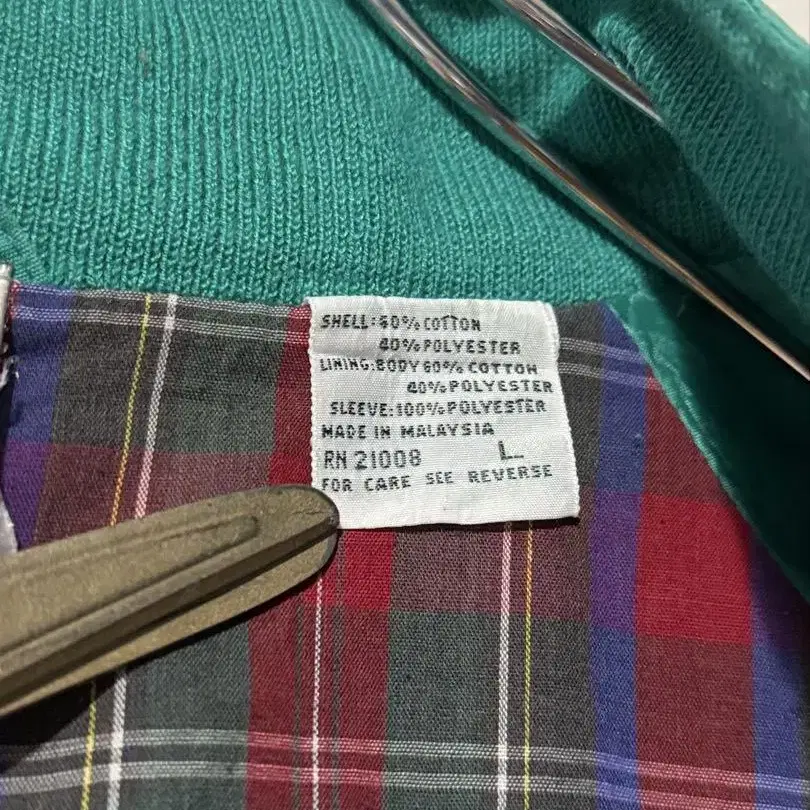 SHELL: 60% COTTON
40% POLYESTER
LINING: BODY 60% COTTON
40% POLYESTER
SLEEVE: 100% POLYESTER
MADE IN MALAYSIA
RN 21008 L
FOR CARE SEE REVERSE